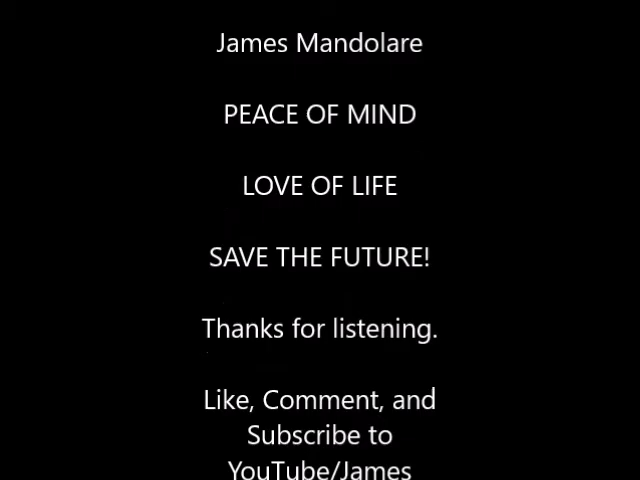 James Mandolare
PEACE OF MIND
LOVE OF LIFE
SAVE THE FUTURE!
Thanks for listening.
Like, Comment, and
Subscribe to
YouTube/James